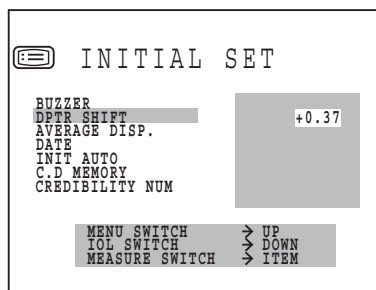 INITIAL SET
BUZZER
DPTR SHIFT +0.37
AVERAGE DISP.
DATE
INIT AUTO
C.D MEMORY
CREDIBILITY NUM
MENU SWITCH → UP
IOL SWITCH → DOWN
MEASURE SWITCH → ITEM